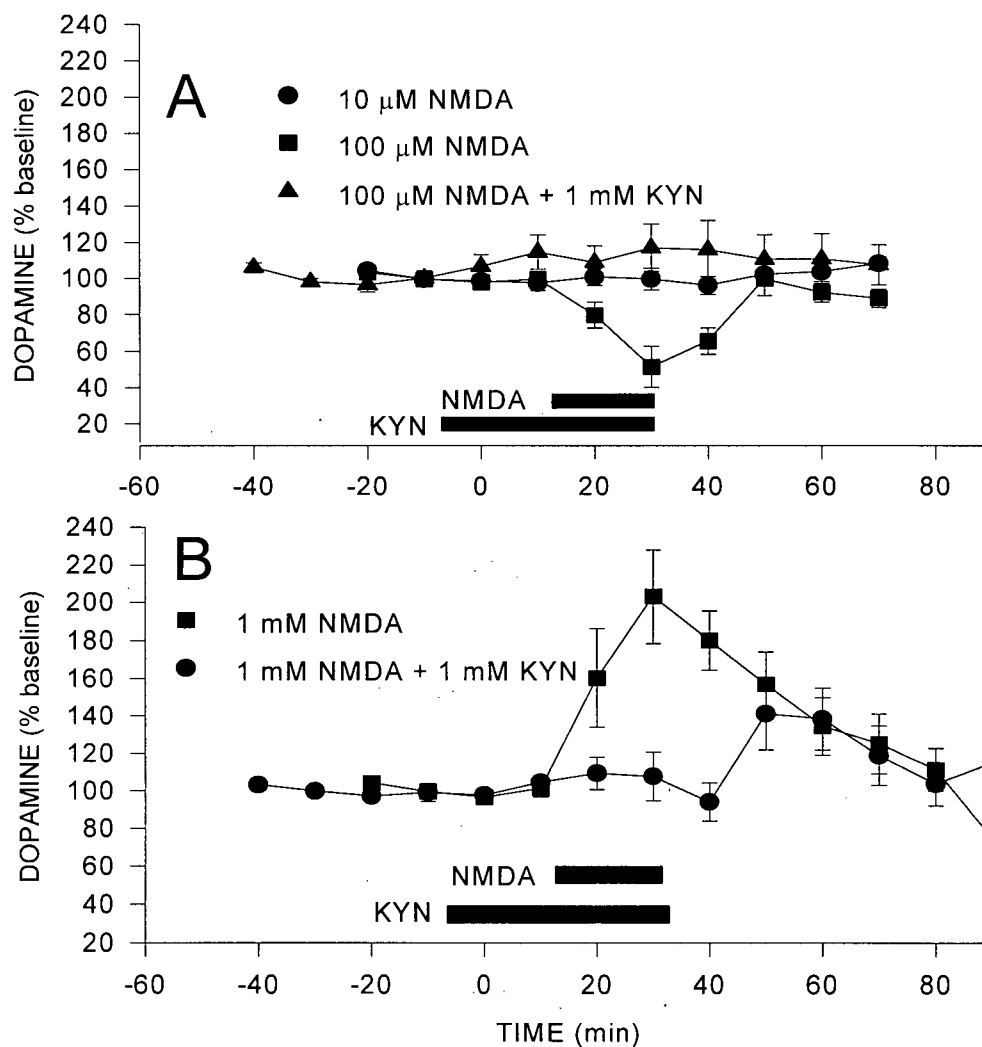 240
220
200
180
160
140
120
100
80
60
40
20
DOPAMINE (% baseline)
A
10 μM NMDA
100 μM NMDA
100 μM NMDA + 1 mM KYN
NMDA
KYN
-60 -40 -20 0 20 40 60 80
240
220
200
180
160
140
120
100
80
60
40
20
DOPAMINE (% baseline)
B
1 mM NMDA
1 mM NMDA + 1 mM KYN
NMDA
KYN
-60 -40 -20 0 20 40 60 80
TIME (min)